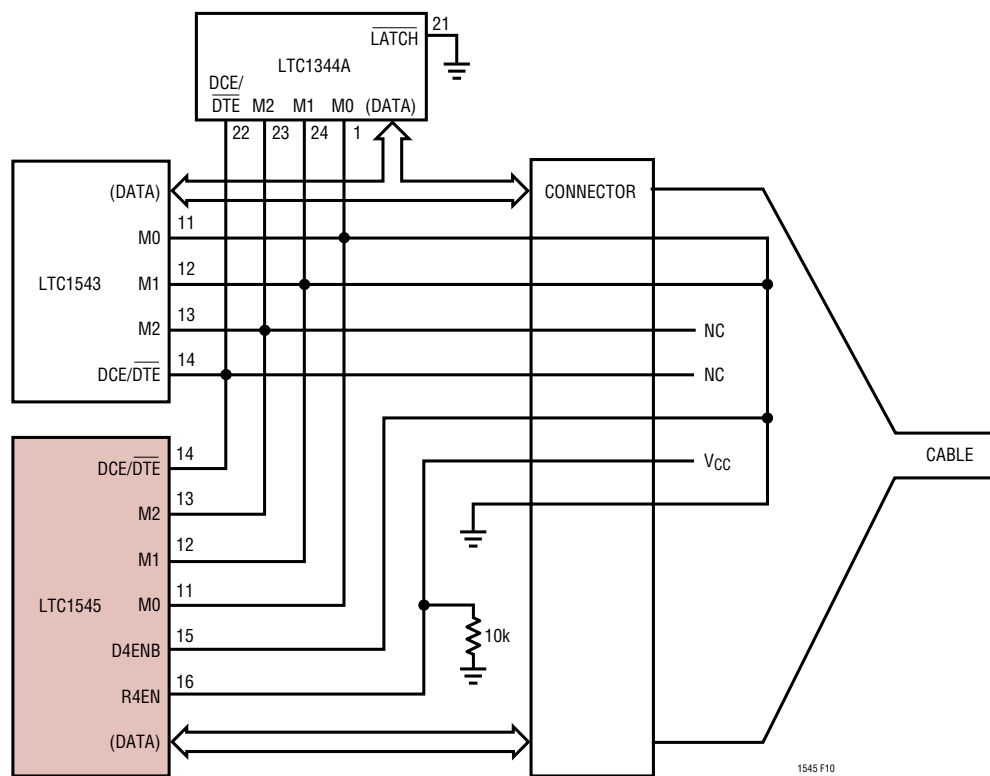 LATCH
21
LTC1344A
DCE/
DTE M2 M1 M0 (DATA)
22 23 24 1
(DATA)
CONNECTOR
11
M0
12
LTC1543
M1
13
M2
NC
14
DCE/DTE
NC
14
DCE/DTE
VCC
CABLE
13
M2
12
M1
11
LTC1545
M0
15
D4ENB
10k
16
R4EN
(DATA)
1545 F10